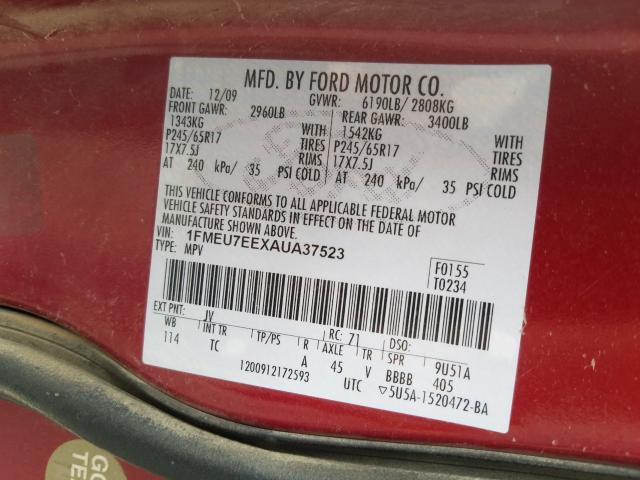 MFD. BY FORD MOTOR CO.
DATE: 12/09 GVWR: 6190LB/ 2808KG
FRONT GAWR: 2960LB REAR GAWR: 3400LB
1343KG WITH 1542KG WITH
P245/65R17 TIRES P245/65R17 TIRES
17X7.5J RIMS 17X7.5J RIMS
AT 240 kPa/ 35 PSI COLD AT 240 kPa/ 35 PSI COLD
THIS VEHICLE CONFORMS TO ALL APPLICABLE FEDERAL MOTOR
VEHICLE SAFETY STANDARDS IN EFFECT ON THE DATE OF
MANUFACTURE SHOWN ABOVE.
VIN: 1FMEU7EEXAUA37523
TYPE: MPV
F0155
T0234
EXT PNT: JV RC: 71 DSO:
WB INT TR TP/PS R AXLE TR SPR 9U51A
114 TC A 45 V BBBB 405
1200912172593 UTC ▽5U5A-1520472-BA